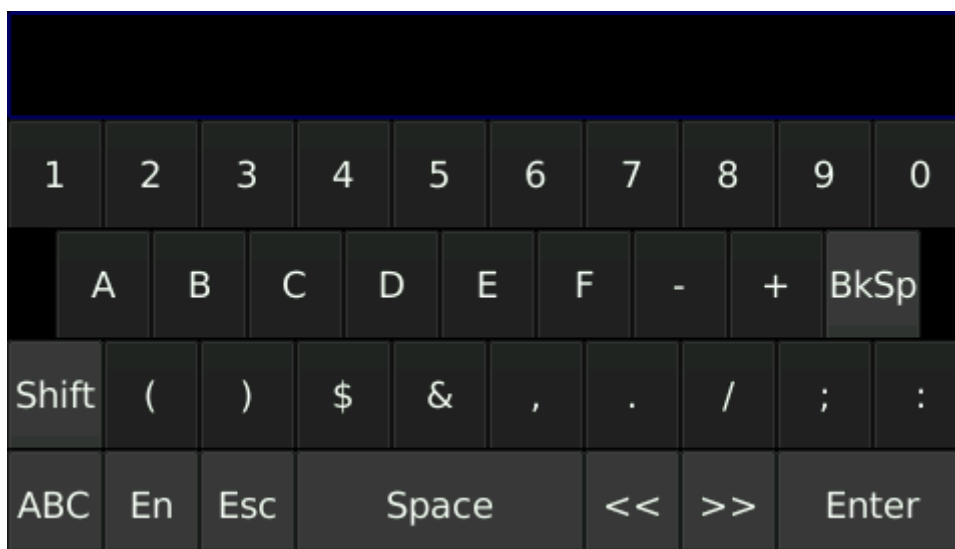 1 2 3 4 5 6 7 8 9 0
A B C D E F - + BkSp
Shift ( ) $ & , . / ; :
ABC En Esc Space << >> Enter